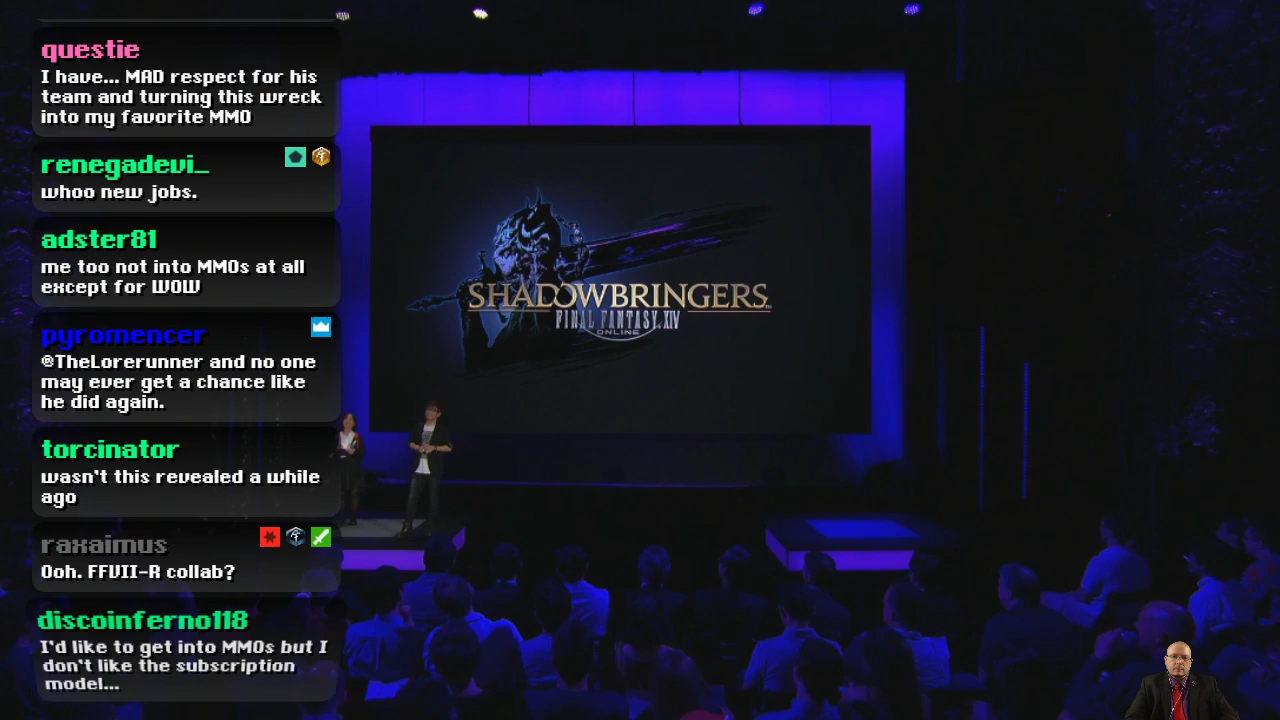 questie
I have... MAD respect for his
team and turning this wreck
into my favorite MMO
renegadevi_
whoo new jobs.
adster81
me too not into MMOs at all
except for WOW
pyromencer
@TheLorerunner and no one
may ever get a chance like
he did again.
torcinator
wasn't this revealed a while
ago
raxaimus
Ooh. FFVII-R collab?
discoinferno118
I'd like to get into MMOs but I
don't like the subscription
model...
SHADOWBRINGERS™
FINAL FANTASY XIV
ONLINE